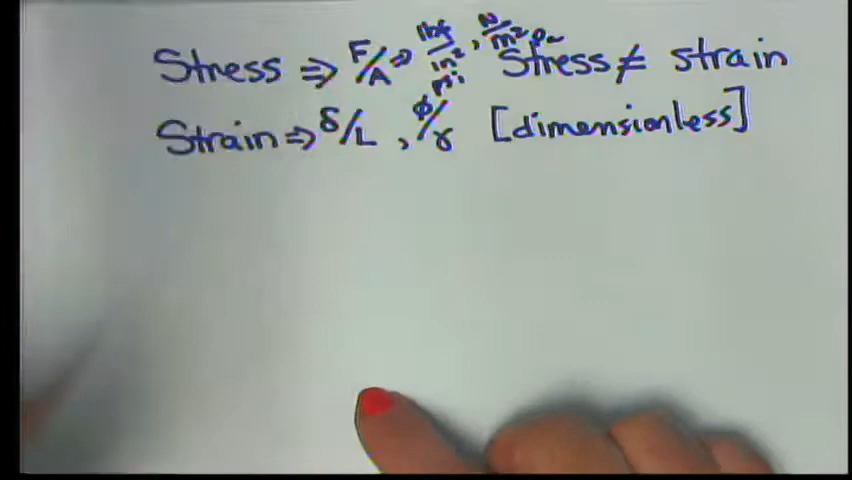 Stress ⇒ F/A ⇒ lbf/in² psi, N/m² Pa Stress ≠ strain
Strain ⇒ δ/L, φ/γ [dimensionless]